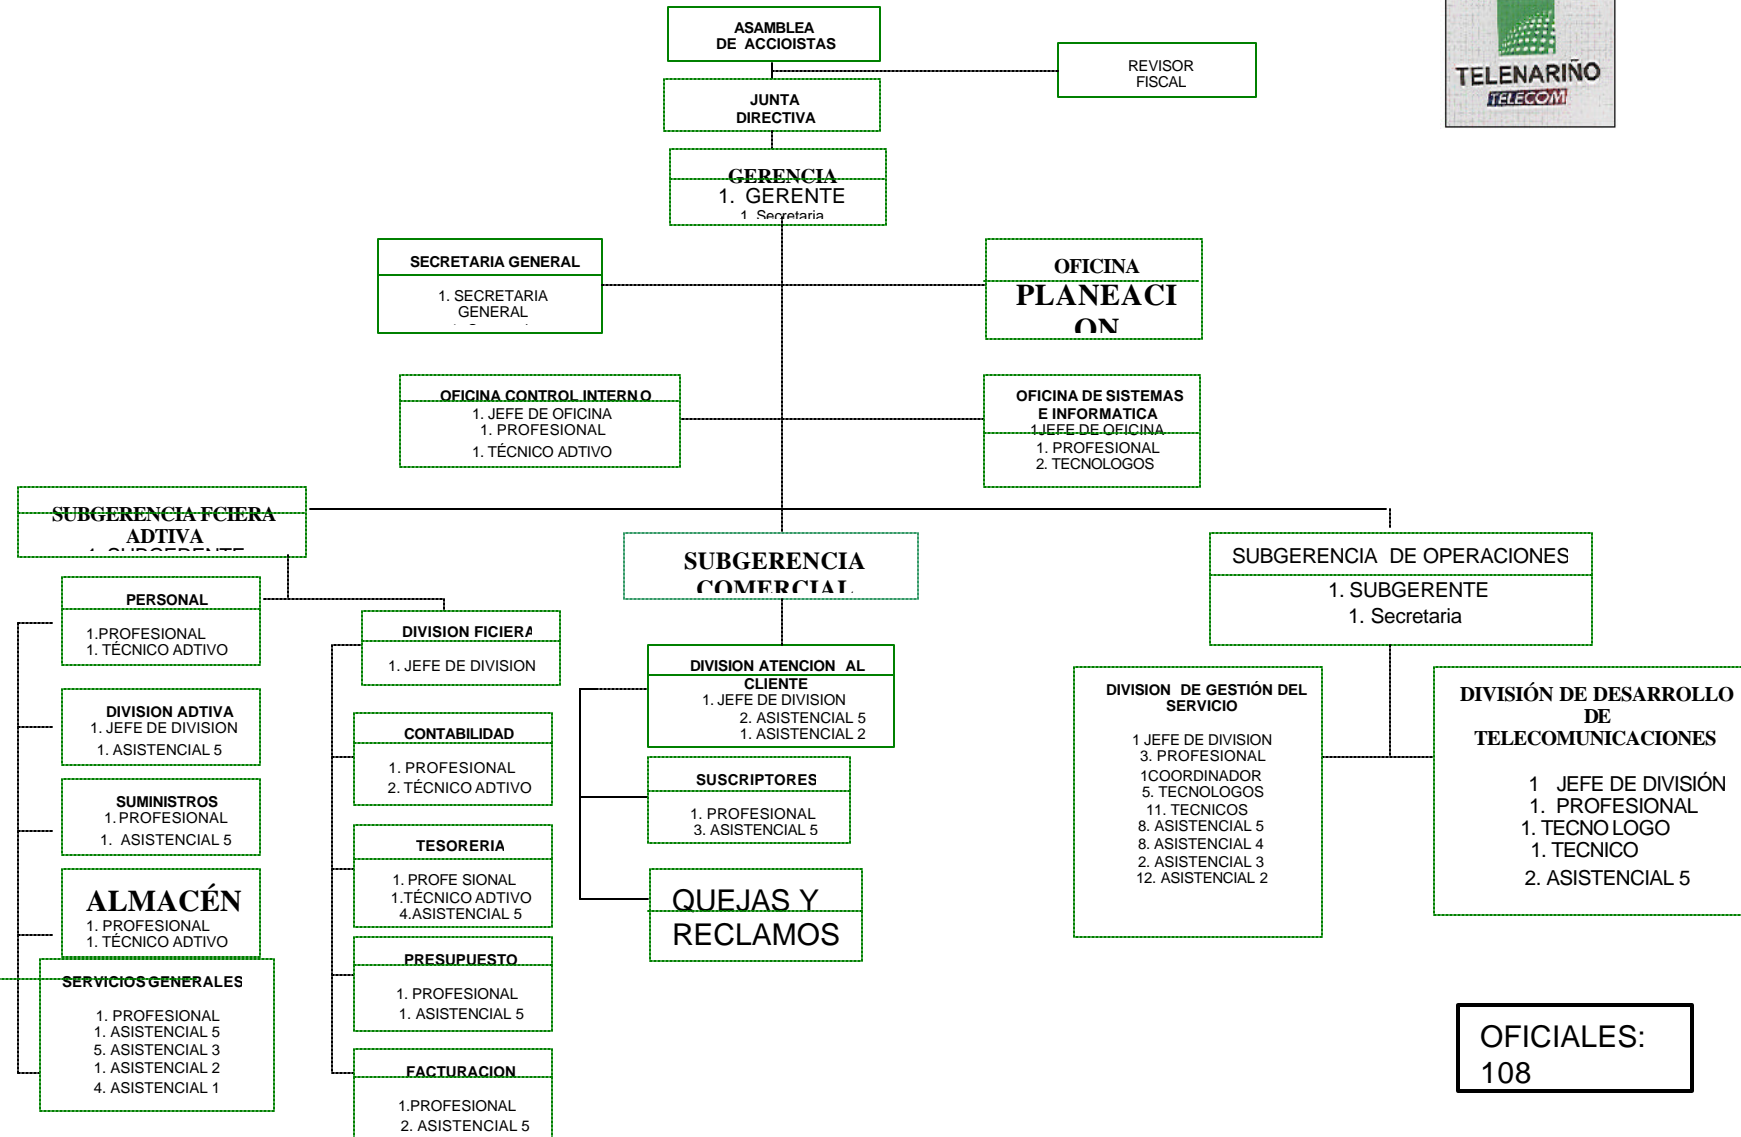 ASAMBLEA
DE ACCIOISTAS
REVISOR
FISCAL
TELENARIÑO
TELECOM
JUNTA
DIRECTIVA
GERENCIA
1. GERENTE
1. Secretaria
SECRETARIA GENERAL
1. SECRETARIA
GENERAL
OFICINA
PLANEACI
ON
OFICINA CONTROL INTERNO
1. JEFE DE OFICINA
1. PROFESIONAL
1. TÉCNICO ADTIVO
OFICINA DE SISTEMAS
E INFORMATICA
1JEFE DE OFICINA
1. PROFESIONAL
2. TECNOLOGOS
SUBGERENCIA FCIERA
ADTIVA
1. SUBGERENTE
SUBGERENCIA
COMERCIAL
SUBGERENCIA DE OPERACIONES
1. SUBGERENTE
1. Secretaria
PERSONAL
1.PROFESIONAL
1. TÉCNICO ADTIVO
DIVISION ADTIVA
1. JEFE DE DIVISION
1. ASISTENCIAL 5
SUMINISTROS
1. PROFESIONAL
1. ASISTENCIAL 5
ALMACÉN
1. PROFESIONAL
1. TÉCNICO ADTIVO
SERVICIOS GENERALES
1. PROFESIONAL
1. ASISTENCIAL 5
5. ASISTENCIAL 3
1. ASISTENCIAL 2
4. ASISTENCIAL 1
DIVISION FICIERA
1. JEFE DE DIVISION
CONTABILIDAD
1. PROFESIONAL
2. TÉCNICO ADTIVO
TESORERIA
1. PROFE SIONAL
1.TÉCNICO ADTIVO
4.ASISTENCIAL 5
PRESUPUESTO
1. PROFESIONAL
1. ASISTENCIAL 5
FACTURACION
1.PROFESIONAL
2. ASISTENCIAL 5
DIVISION ATENCION AL
CLIENTE
1. JEFE DE DIVISION
2. ASISTENCIAL 5
1. ASISTENCIAL 2
SUSCRIPTORES
1. PROFESIONAL
3. ASISTENCIAL 5
QUEJAS Y
RECLAMOS
DIVISION DE GESTIÓN DEL
SERVICIO
1 JEFE DE DIVISION
3. PROFESIONAL
1COORDINADOR
5. TECNOLOGOS
11. TECNICOS
8. ASISTENCIAL 5
8. ASISTENCIAL 4
2. ASISTENCIAL 3
12. ASISTENCIAL 2
DIVISIÓN DE DESARROLLO
DE
TELECOMUNICACIONES
1 JEFE DE DIVISIÓN
1. PROFESIONAL
1. TECNO LOGO
1. TECNICO
2. ASISTENCIAL 5
OFICIALES:
108